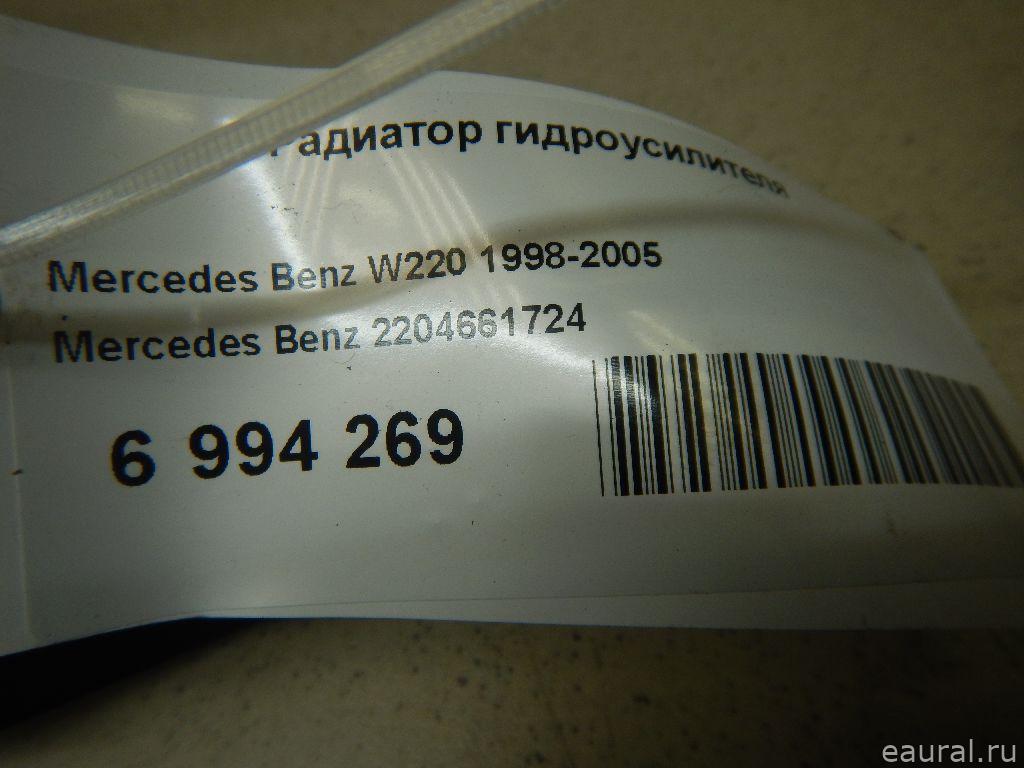 Радиатор гидроусилителя
Mercedes Benz W220 1998-2005
Mercedes Benz 2204661724
6 994 269
eaural.ru